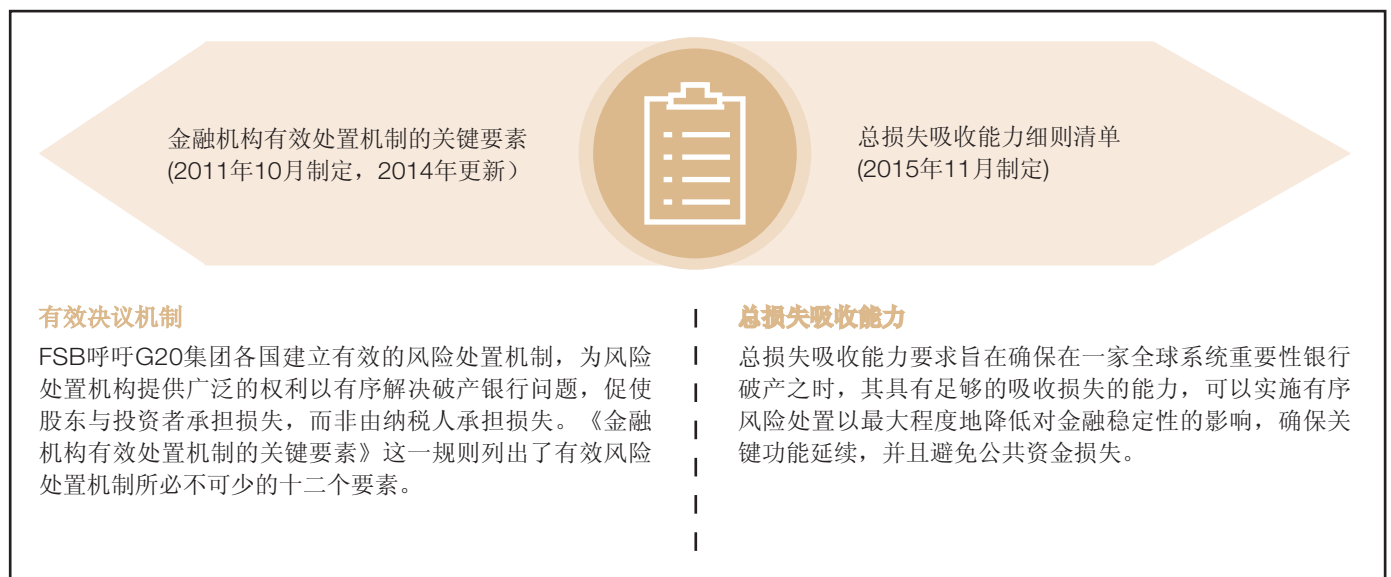 金融机构有效处置机制的关键要素
(2011年10月制定，2014年更新）
总损失吸收能力细则清单
(2015年11月制定)
有效决议机制
FSB呼吁G20集团各国建立有效的风险处置机制，为风险
处置机构提供广泛的权利以有序解决破产银行问题，促使
股东与投资者承担损失，而非由纳税人承担损失。《金融
机构有效处置机制的关键要素》这一规则列出了有效风险
处置机制所必不可少的十二个要素。
总损失吸收能力
总损失吸收能力要求旨在确保在一家全球系统重要性银行
破产之时，其具有足够的吸收损失的能力，可以实施有序
风险处置以最大程度地降低对金融稳定性的影响，确保关
键功能延续，并且避免公共资金损失。